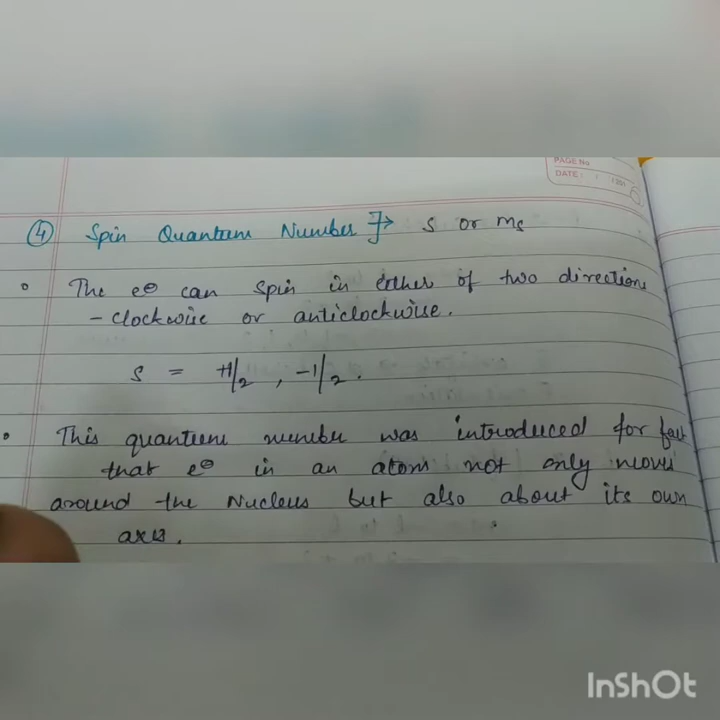 PAGE No
DATE : / / 201
④ Spin Quantum Number ]→ s or ms
The e⊖ can spin in either of two directions
- clockwise or anticlockwise.
s = +1/2 , -1/2 .
This quantum number was introduced for fact
that e⊖ in an atom not only moves
around the Nucleus but also about its own
axis.
InShOt